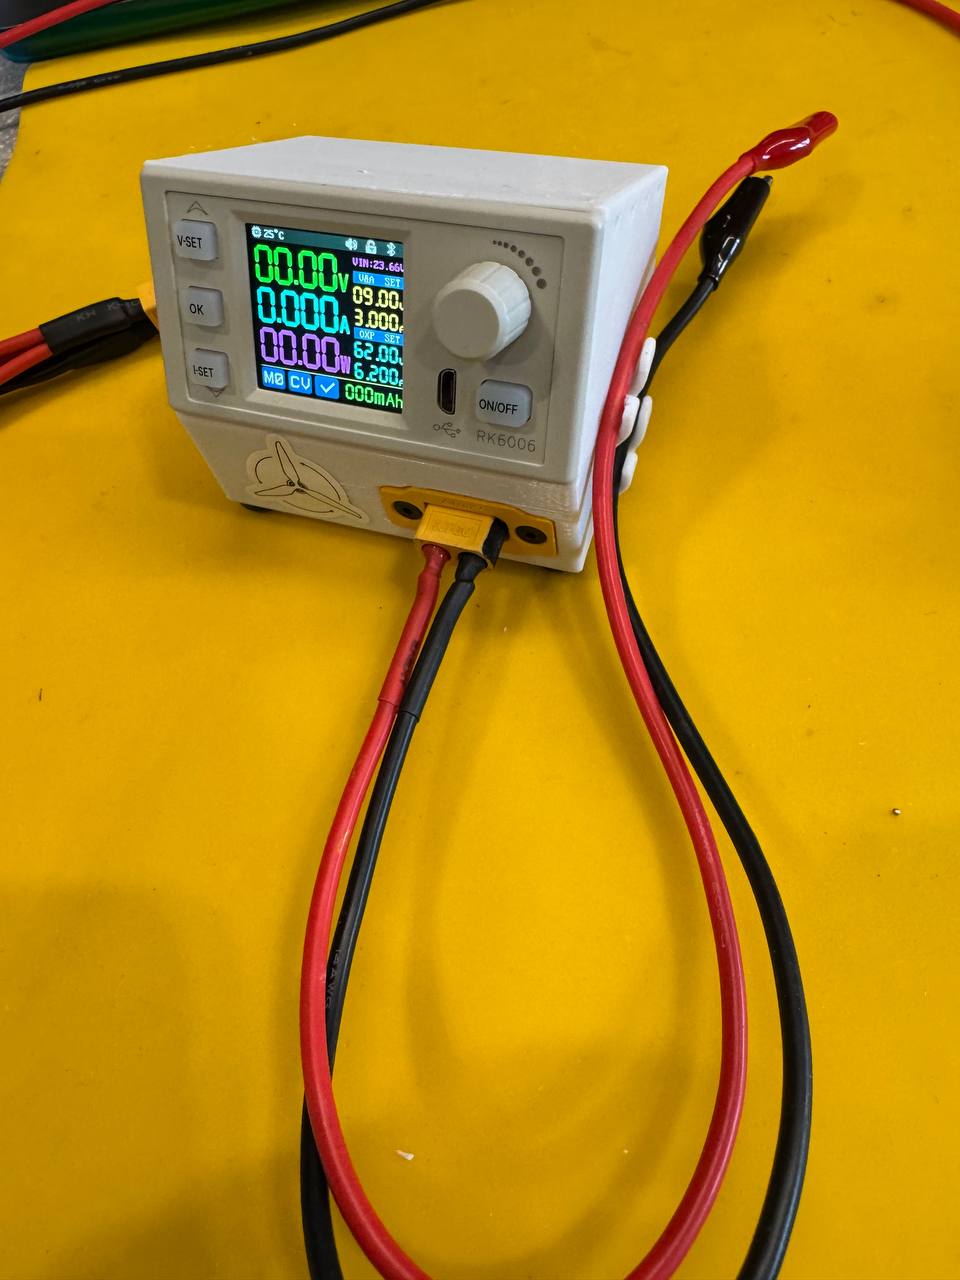 25°C
VIN:23.66V
00.00V
V&A SET
09.00V
0.000A
3.000A
OXP SET
00.00W
62.00V
6.200A
M0 CV 000mAh
V-SET
OK
I-SET
ON/OFF
RK6006
14AWG